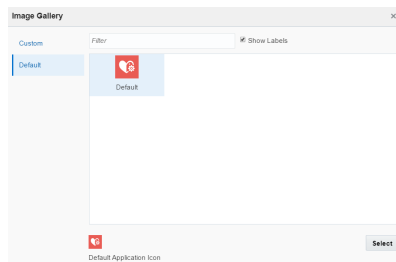 Image Gallery ×
Custom
Filter
Show Labels
Default
Default
Default Application Icon
Select